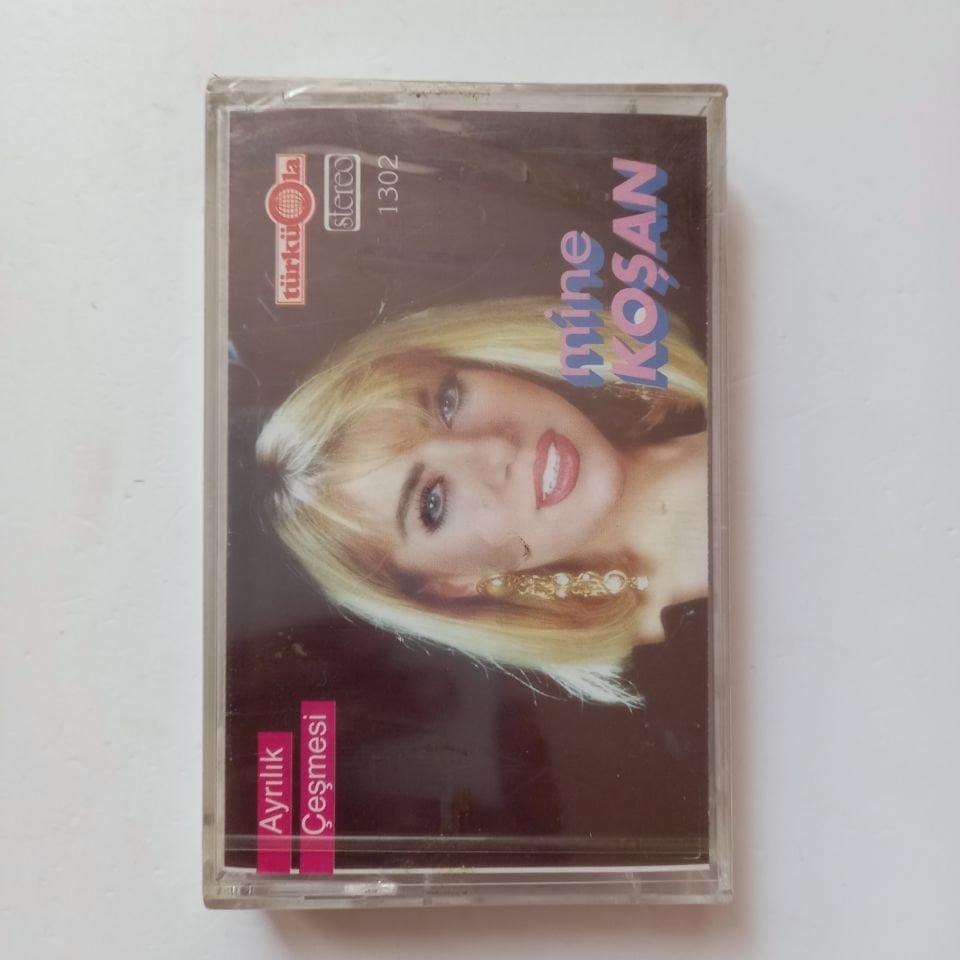 türküola
stereo
1302
mine
KOŞAN
Ayrılık
Çeşmesi